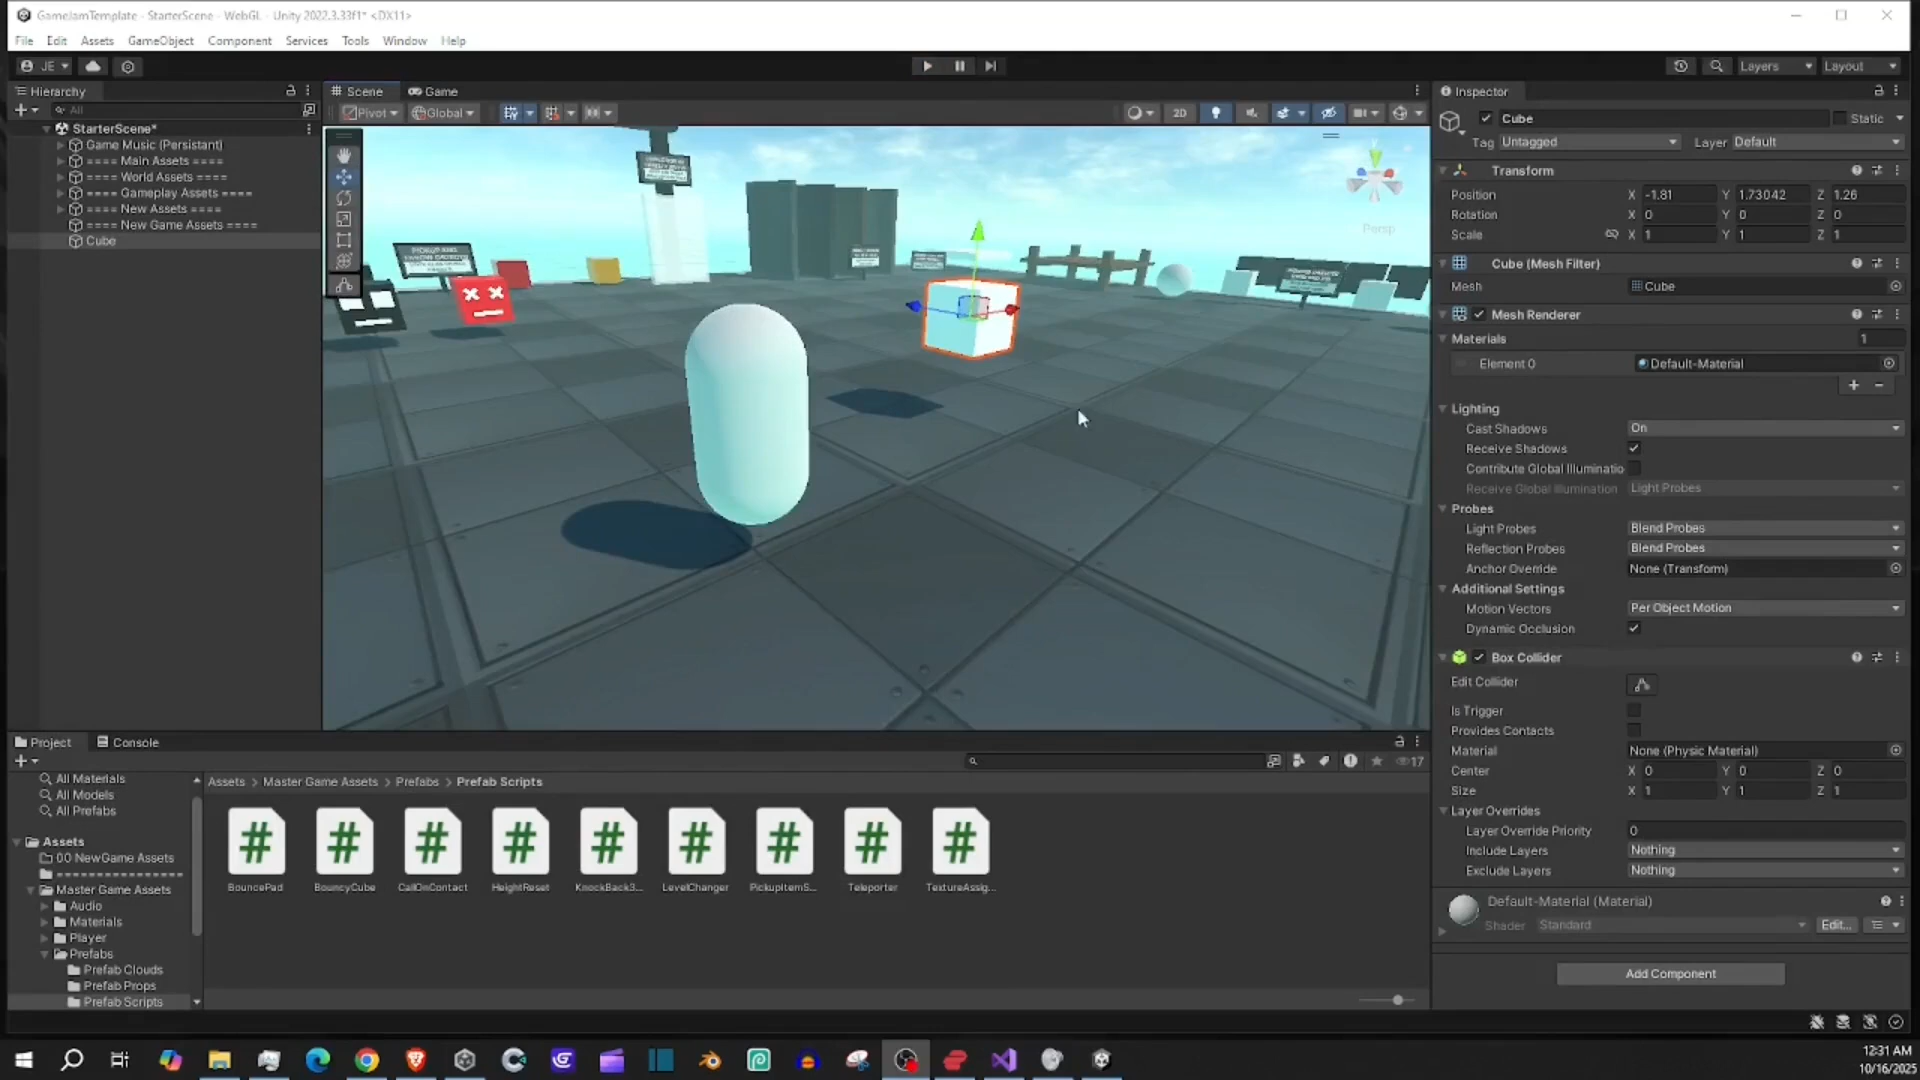 GameJamTemplate - StarterScene - WebGL - Unity 2022.3.33f1* <DX11>
File Edit Assets GameObject Component Services Tools Window Help
JE Layers Layout
Hierarchy
All
StarterScene*
Game Music (Persistant)
==== Main Assets ====
==== World Assets ====
==== Gameplay Assets ====
==== New Assets ====
==== New Game Assets ====
Cube
Scene Game
Pivot Global 2D
Persp
Inspector
Cube Static
Tag Untagged Layer Default
Transform
Position X -1.81 Y 1.73042 Z 1.26
Rotation X 0 Y 0 Z 0
Scale X 1 Y 1 Z 1
Cube (Mesh Filter)
Mesh Cube
Mesh Renderer
Materials 1
Element 0 Default-Material
Lighting
Cast Shadows On
Receive Shadows
Contribute Global Illuminatio
Receive Global Illumination Light Probes
Probes
Light Probes Blend Probes
Reflection Probes Blend Probes
Anchor Override None (Transform)
Additional Settings
Motion Vectors Per Object Motion
Dynamic Occlusion
Box Collider
Edit Collider
Is Trigger
Provides Contacts
Material None (Physic Material)
Center X 0 Y 0 Z 0
Size X 1 Y 1 Z 1
Layer Overrides
Layer Override Priority 0
Include Layers Nothing
Exclude Layers Nothing
Default-Material (Material)
Shader Standard Edit...
Add Component
Project Console
17
All Materials
All Models
All Prefabs
Assets
00 NewGame Assets
================
Master Game Assets
Audio
Materials
Player
Prefabs
Prefab Clouds
Prefab Props
Prefab Scripts
Assets > Master Game Assets > Prefabs > Prefab Scripts
BouncePad BouncyCube CallOnContact HeightReset KnockBack3... LevelChanger PickupItemS... Teleporter TextureAssig...
12:31 AM
10/16/2025